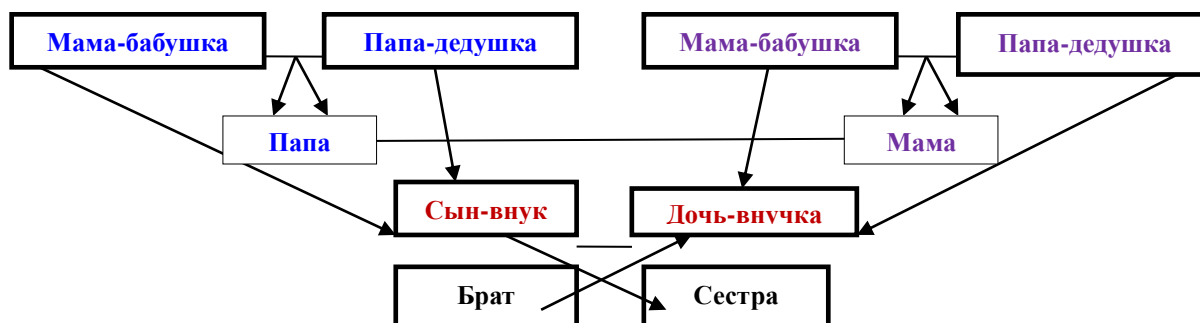 Мама-бабушка
Папа-дедушка
Мама-бабушка
Папа-дедушка
Папа
Мама
Сын-внук
Дочь-внучка
Брат
Сестра